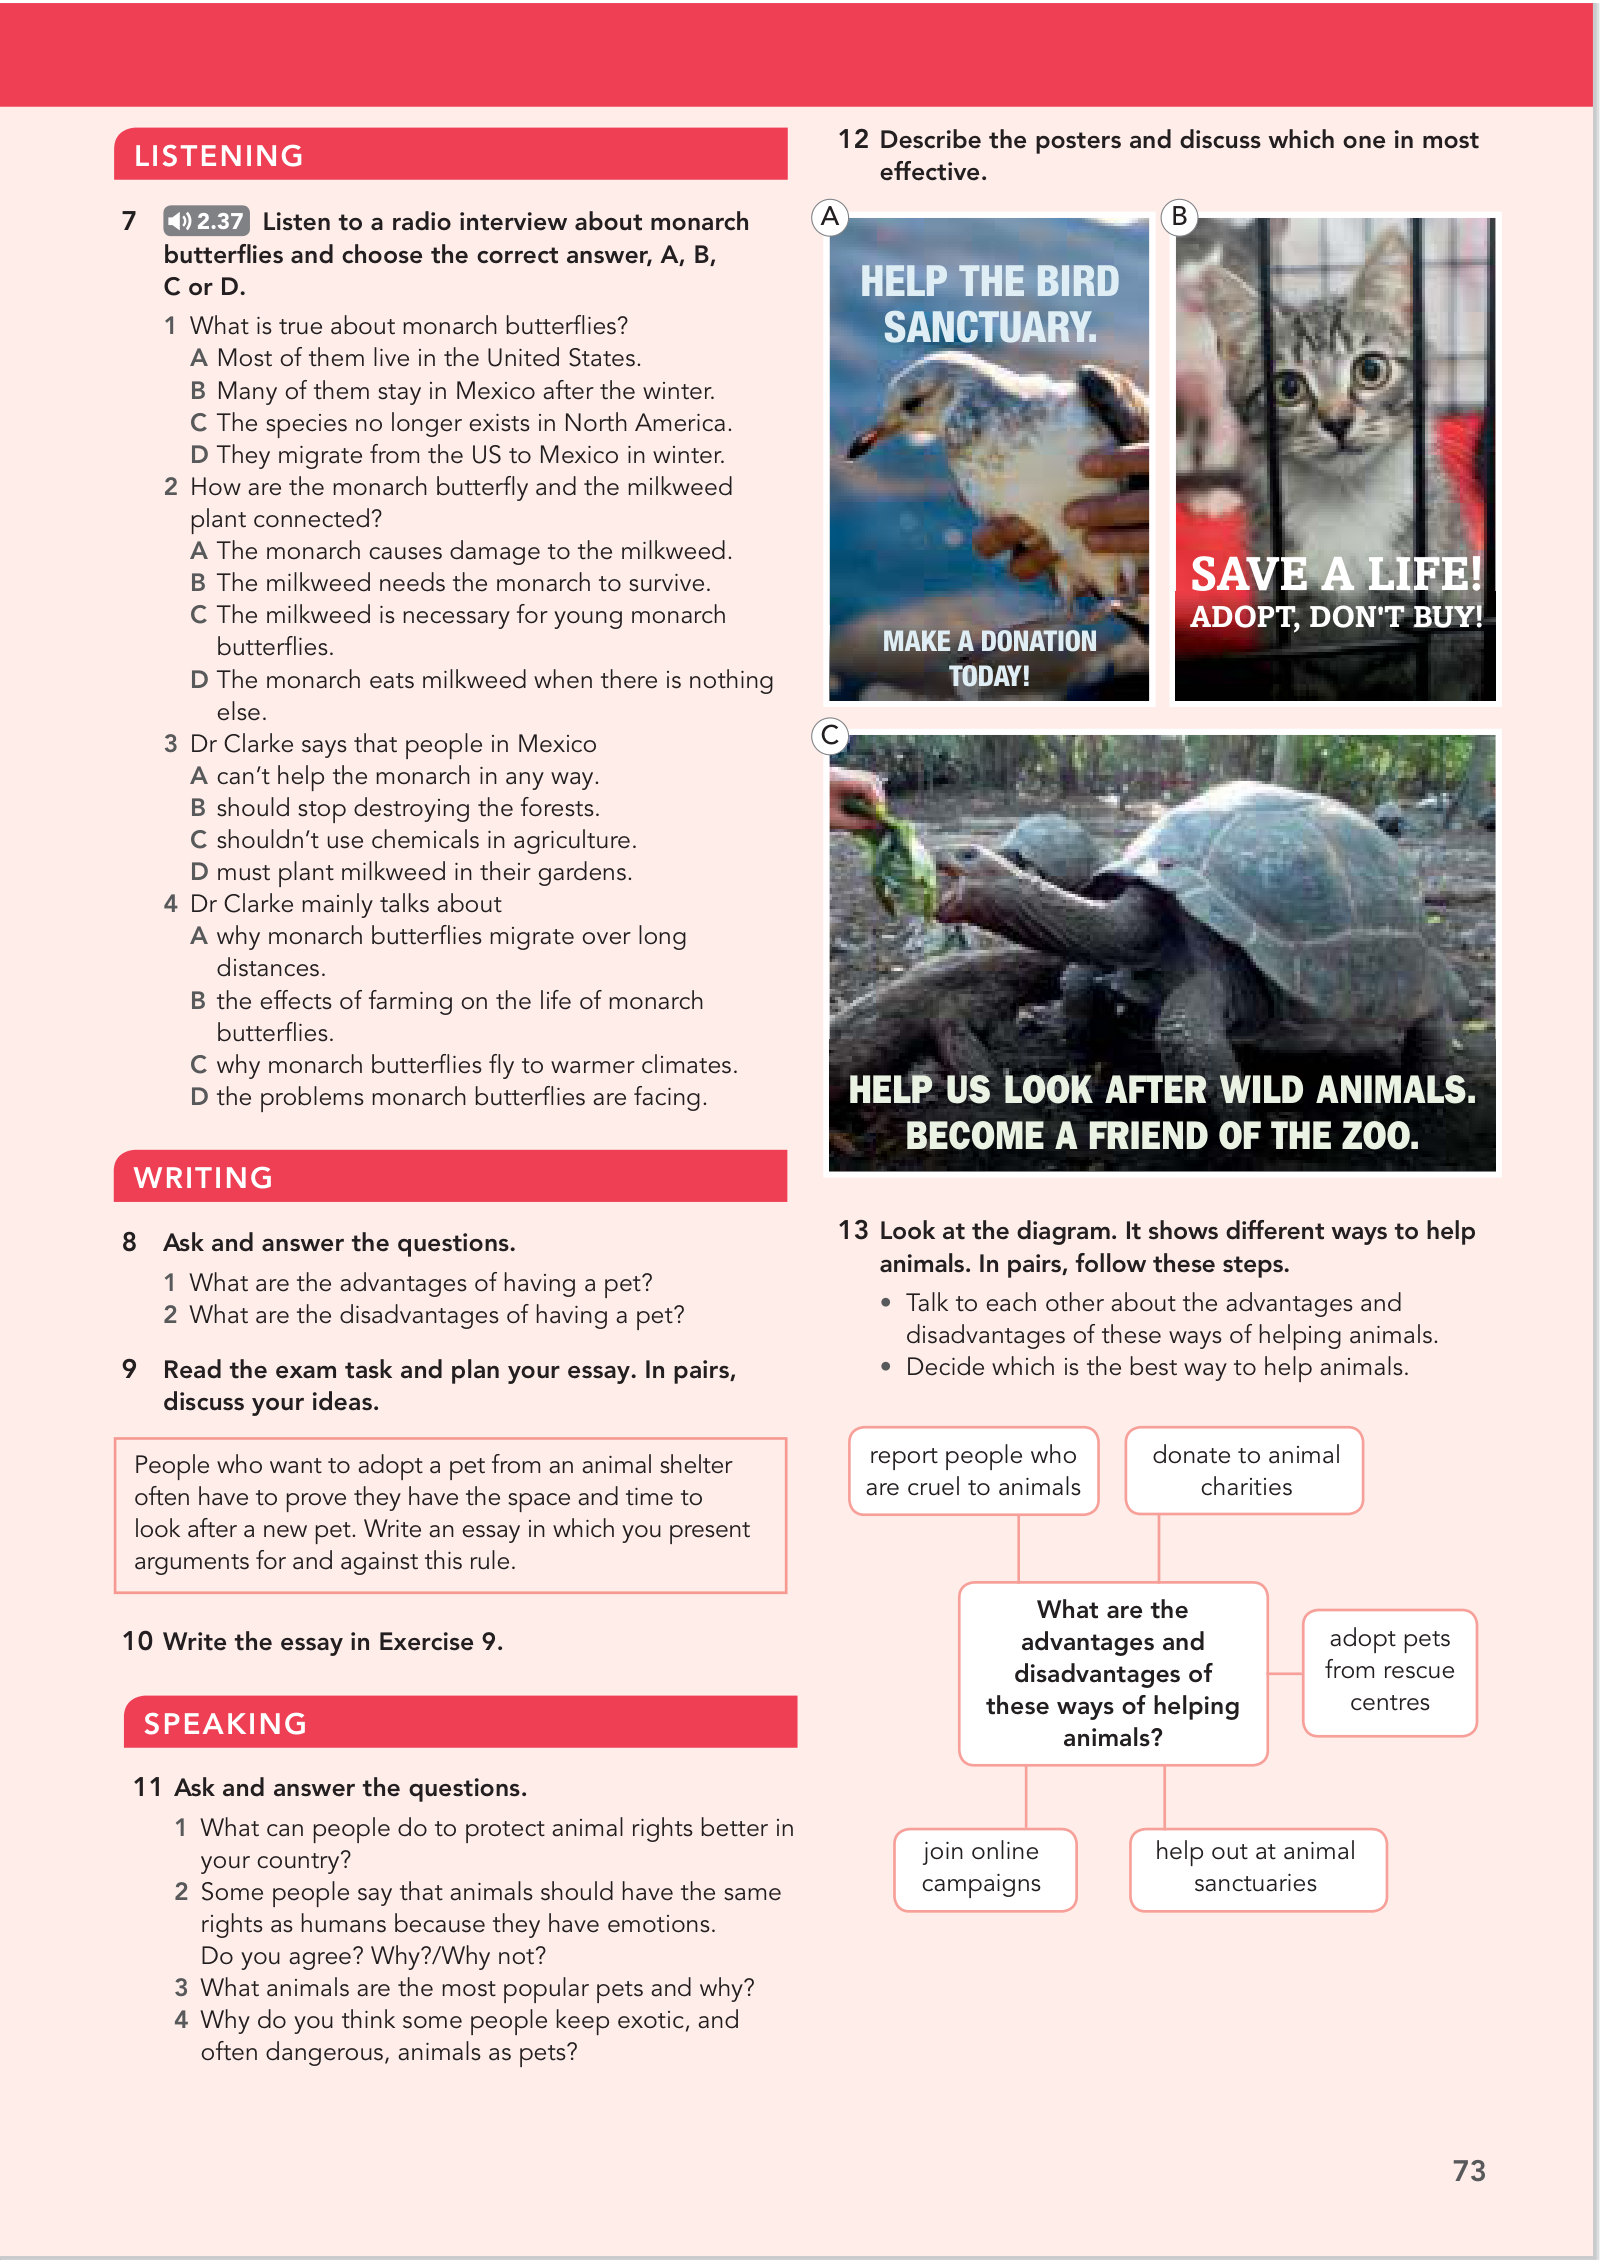 LISTENING
7 2.37 Listen to a radio interview about monarch
butterflies and choose the correct answer, A, B,
C or D.
1 What is true about monarch butterflies?
A Most of them live in the United States.
B Many of them stay in Mexico after the winter.
C The species no longer exists in North America.
D They migrate from the US to Mexico in winter.
2 How are the monarch butterfly and the milkweed
plant connected?
A The monarch causes damage to the milkweed.
B The milkweed needs the monarch to survive.
C The milkweed is necessary for young monarch
butterflies.
D The monarch eats milkweed when there is nothing
else.
3 Dr Clarke says that people in Mexico
A can't help the monarch in any way.
B should stop destroying the forests.
C shouldn't use chemicals in agriculture.
D must plant milkweed in their gardens.
4 Dr Clarke mainly talks about
A why monarch butterflies migrate over long
distances.
B the effects of farming on the life of monarch
butterflies.
C why monarch butterflies fly to warmer climates.
D the problems monarch butterflies are facing.
WRITING
8 Ask and answer the questions.
1 What are the advantages of having a pet?
2 What are the disadvantages of having a pet?
9 Read the exam task and plan your essay. In pairs,
discuss your ideas.
People who want to adopt a pet from an animal shelter
often have to prove they have the space and time to
look after a new pet. Write an essay in which you present
arguments for and against this rule.
10 Write the essay in Exercise 9.
SPEAKING
11 Ask and answer the questions.
1 What can people do to protect animal rights better in
your country?
2 Some people say that animals should have the same
rights as humans because they have emotions.
Do you agree? Why?/Why not?
3 What animals are the most popular pets and why?
4 Why do you think some people keep exotic, and
often dangerous, animals as pets?
12 Describe the posters and discuss which one in most
effective.
A
HELP THE BIRD
SANCTUARY.
MAKE A DONATION
TODAY!
B
SAVE A LIFE!
ADOPT, DON'T BUY!
C
HELP US LOOK AFTER WILD ANIMALS.
BECOME A FRIEND OF THE ZOO.
13 Look at the diagram. It shows different ways to help
animals. In pairs, follow these steps.
• Talk to each other about the advantages and
disadvantages of these ways of helping animals.
• Decide which is the best way to help animals.
report people who
are cruel to animals
donate to animal
charities
What are the
advantages and
disadvantages of
these ways of helping
animals?
adopt pets
from rescue
centres
join online
campaigns
help out at animal
sanctuaries
73